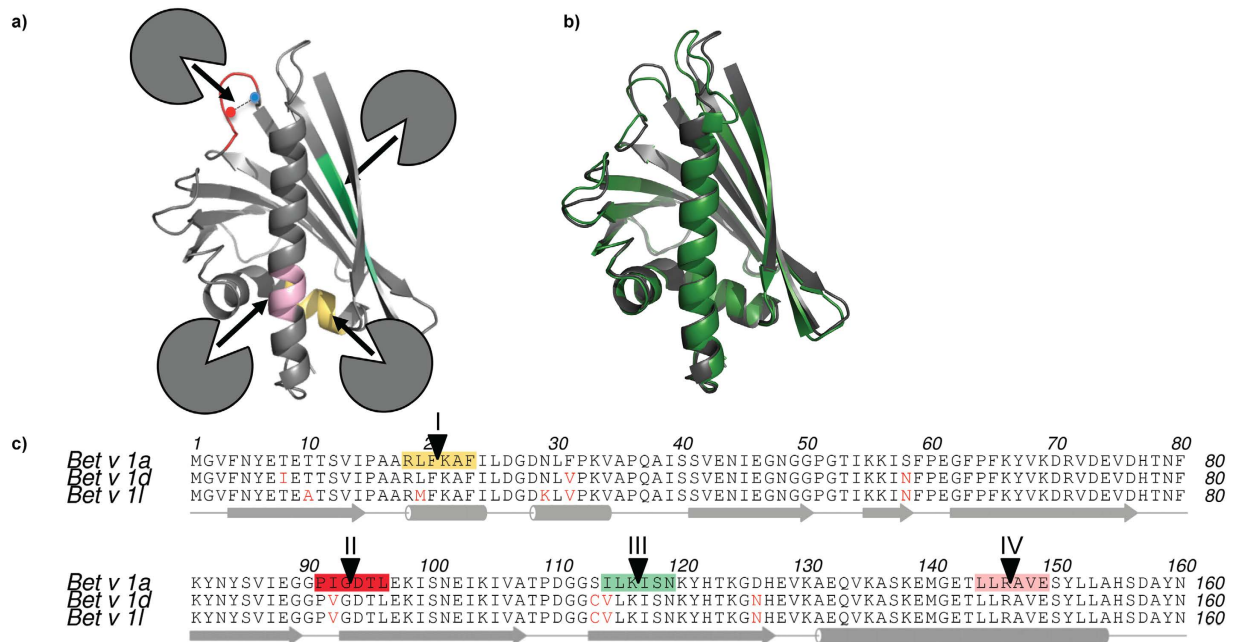 a)
b)
c)
I
1 10 20 30 40 50 60 70 80
Bet v 1a MGVFNYETETTSVIPAARLFKAFILDGDNLFPKVAPQAISSVENIEGNGGPGTIKKISFPEGFPFKYVKDRVDEVDHTNF 80
Bet v 1d MGVFNYEIETTSVIPAARLFKAFILDGDNLVPKVAPQAISSVENIEGNGGPGTIKKINFPEGFPFKYVKDRVDEVDHTNF 80
Bet v 1l MGVFNYETEATSVIPAARMFKAFILDGDKLVPKVAPQAISSVENIEGNGGPGTIKKINFPEGFPFKYVKDRVDEVDHTNF 80
II III IV
90 100 110 120 130 140 150 160
Bet v 1a KYNYSVIEGGPIGDTLEKISNEIKIVATPDGGSILKISNKYHTKGDHEVKAEQVKASKEMGETLLRAVESYLLAHSDAYN 160
Bet v 1d KYNYSVIEGGPVGDTLEKISNEIKIVATPDGGCVLKISNKYHTKGNHEVKAEQVKASKEMGETLLRAVESYLLAHSDAYN 160
Bet v 1l KYNYSVIEGGPVGDTLEKISNEIKIVATPDGGCVLKISNKYHTKGNHEVKAEQVKASKEMGETLLRAVESYLLAHSDAYN 160